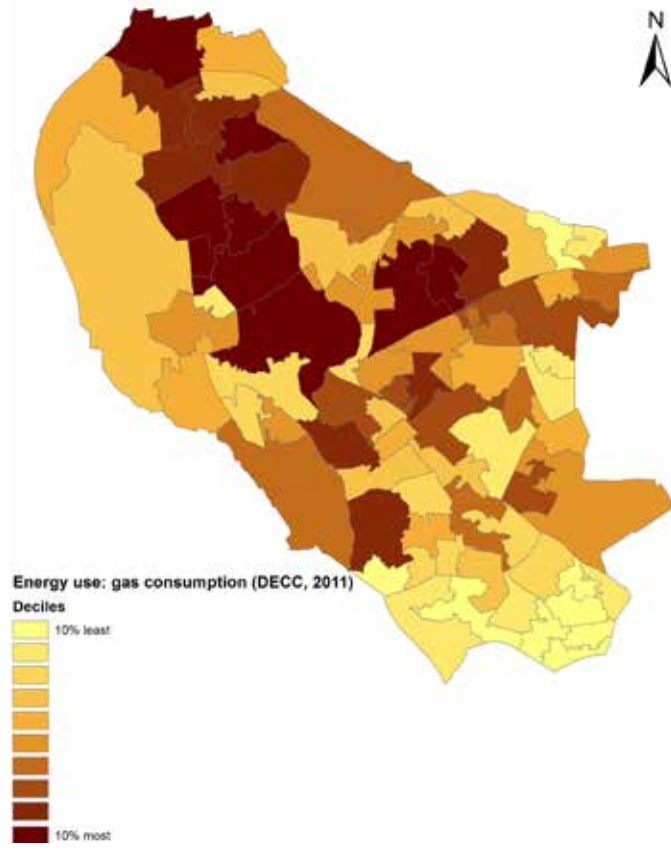 N
Energy use: gas consumption (DECC, 2011)
Deciles
10% least
10% most